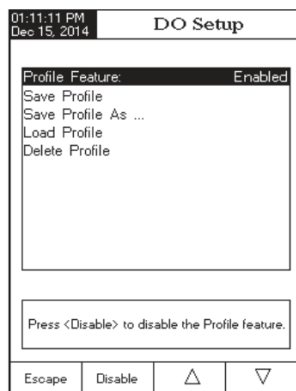 01:11:11 PM
Dec 15, 2014
DO Setup
Profile Feature: Enabled
Save Profile
Save Profile As ...
Load Profile
Delete Profile
Press <Disable> to disable the Profile feature.
Escape Disable △ ▽